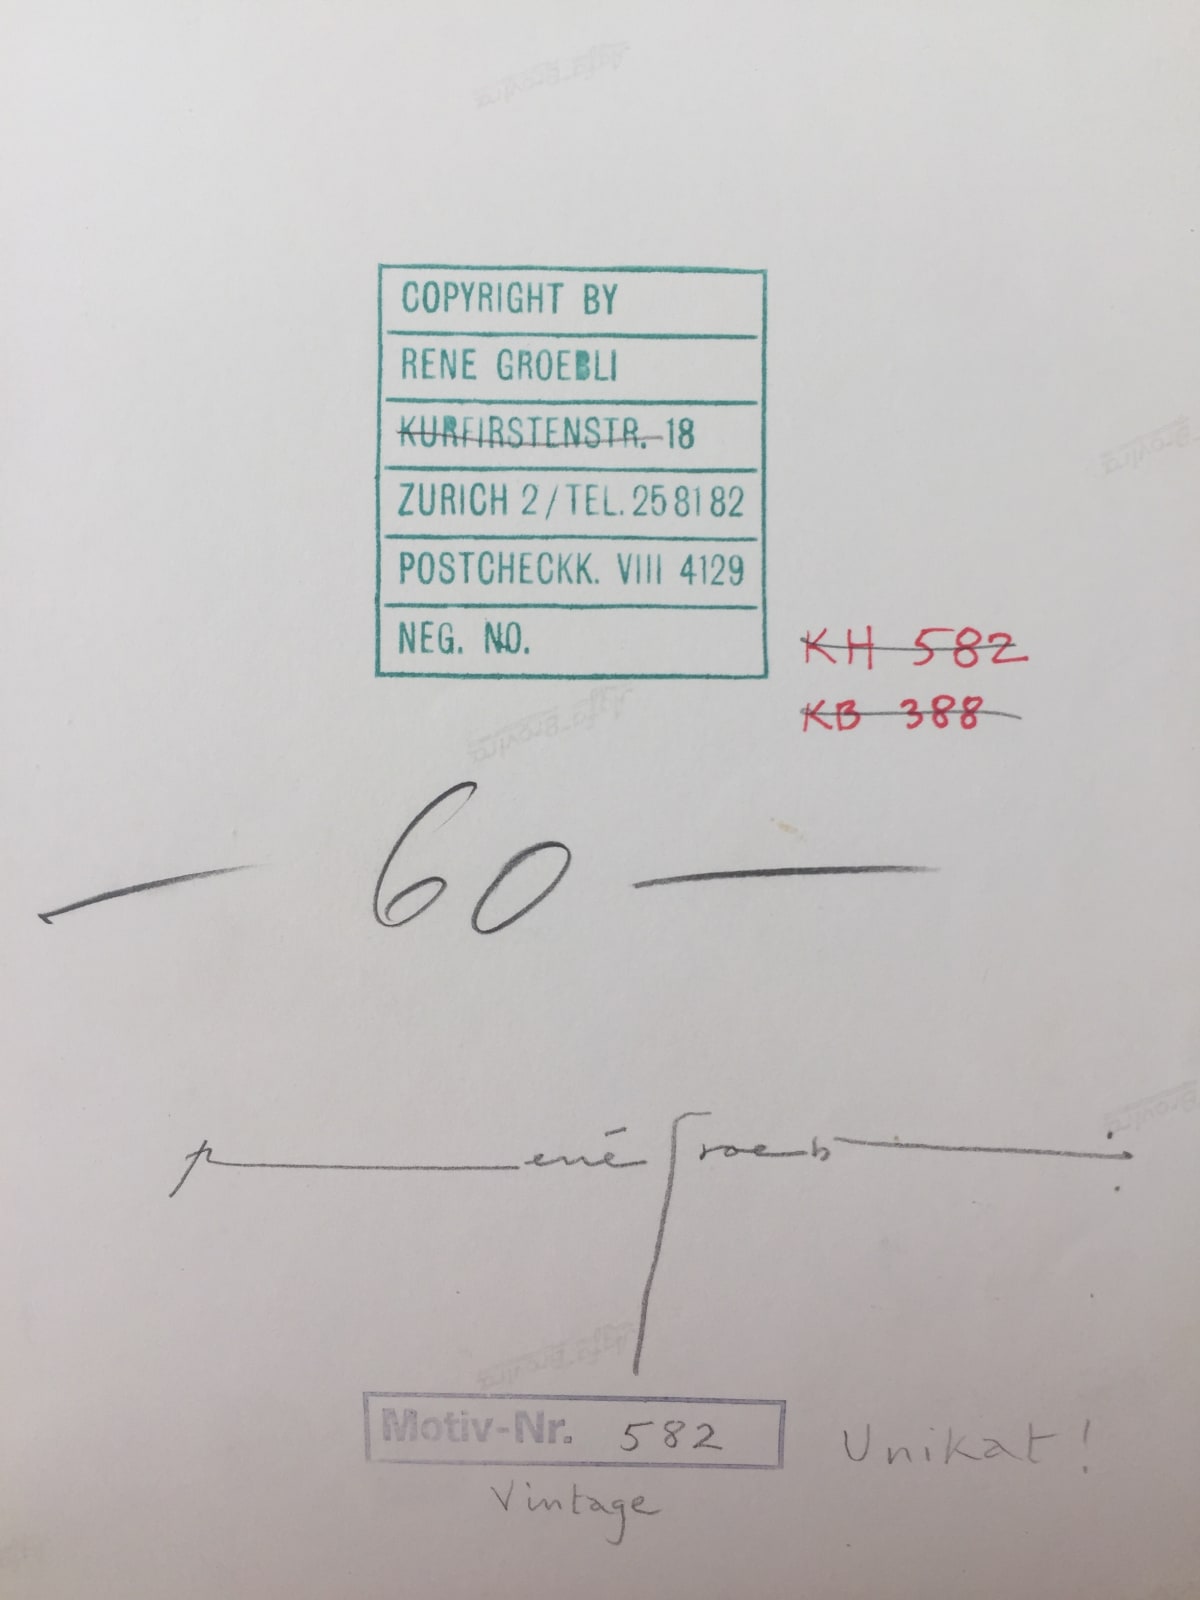 COPYRIGHT BY
RENE GROEBLI
KURFIRSTENSTR. 18
ZURICH 2 / TEL. 25 81 82
POSTCHECKK. VIII 4129
NEG. NO.
KH 582
KB 388
— 60 —
René Groebli
Motiv-Nr. 582
Unikat!
Vintage